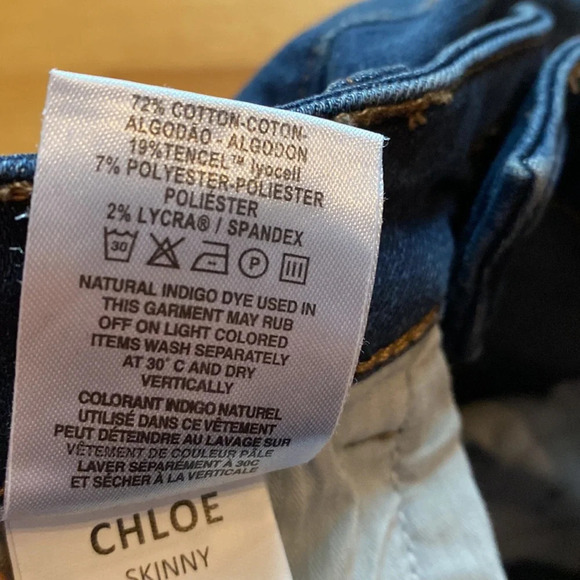 72% COTTON-COTON-
ALGODÃO - ALGODON
19%TENCEL™ lyocell
7% POLYESTER-POLIESTER
POLIÉSTER
2% LYCRA® / SPANDEX
30 P
NATURAL INDIGO DYE USED IN
THIS GARMENT MAY RUB
OFF ON LIGHT COLORED
ITEMS WASH SEPARATELY
AT 30˚C AND DRY
VERTICALLY
COLORANT INDIGO NATUREL
UTILISÉ DANS CE VÊTEMENT
PEUT DÉTEINDRE AU LAVAGE SUR
VÊTEMENT DE COULEUR PÂLE
LAVER SÉPARÉMENT À 30C
ET SÉCHER À LA VERTICALE
CHLOE
SKINNY